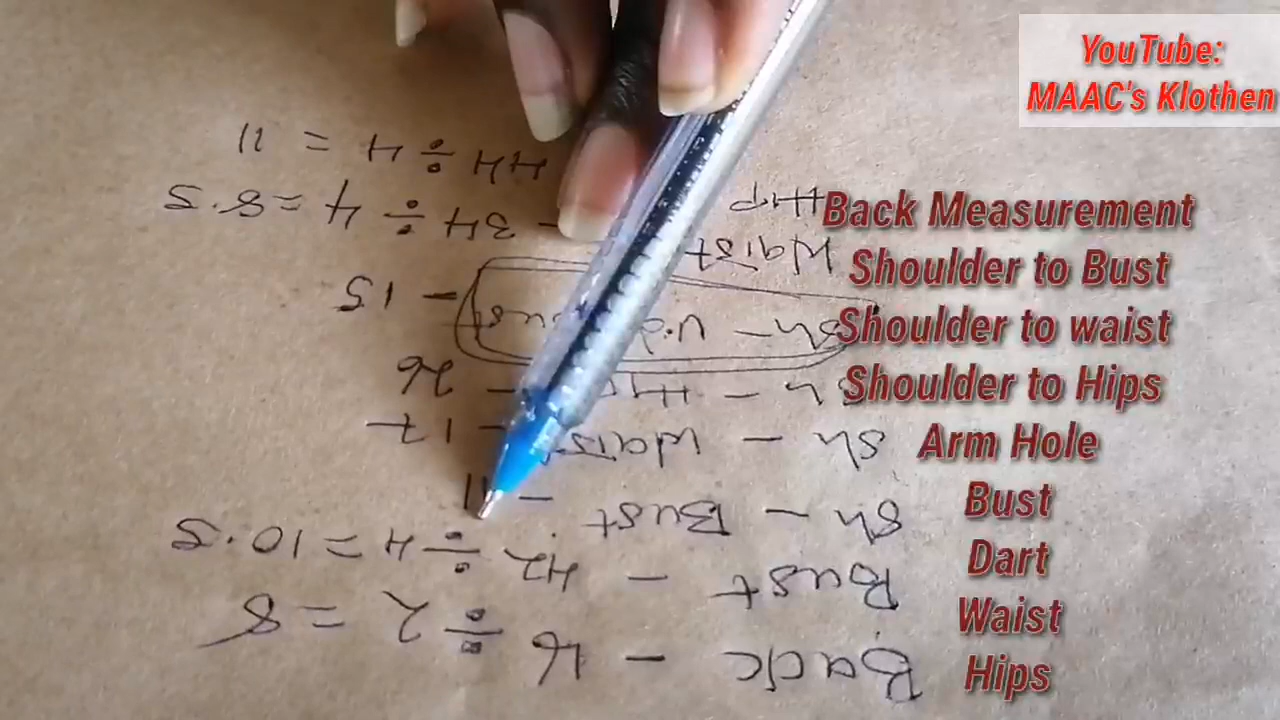 YouTube:
MAAC's Klothen
Back Measurement
Shoulder to Bust
Shoulder to waist
Shoulder to Hips
Arm Hole
Bust
Dart
Waist
Hips
Back - 16 ÷ 2 = 8
Bust - 42 ÷ 4 = 10.5
Sh - Bust - 11
Sh - Waist - 17
Sh - - 26
Sh - - 15
Waist - 34 ÷ 4 = 8.5
Hip 44 ÷ 4 = 11